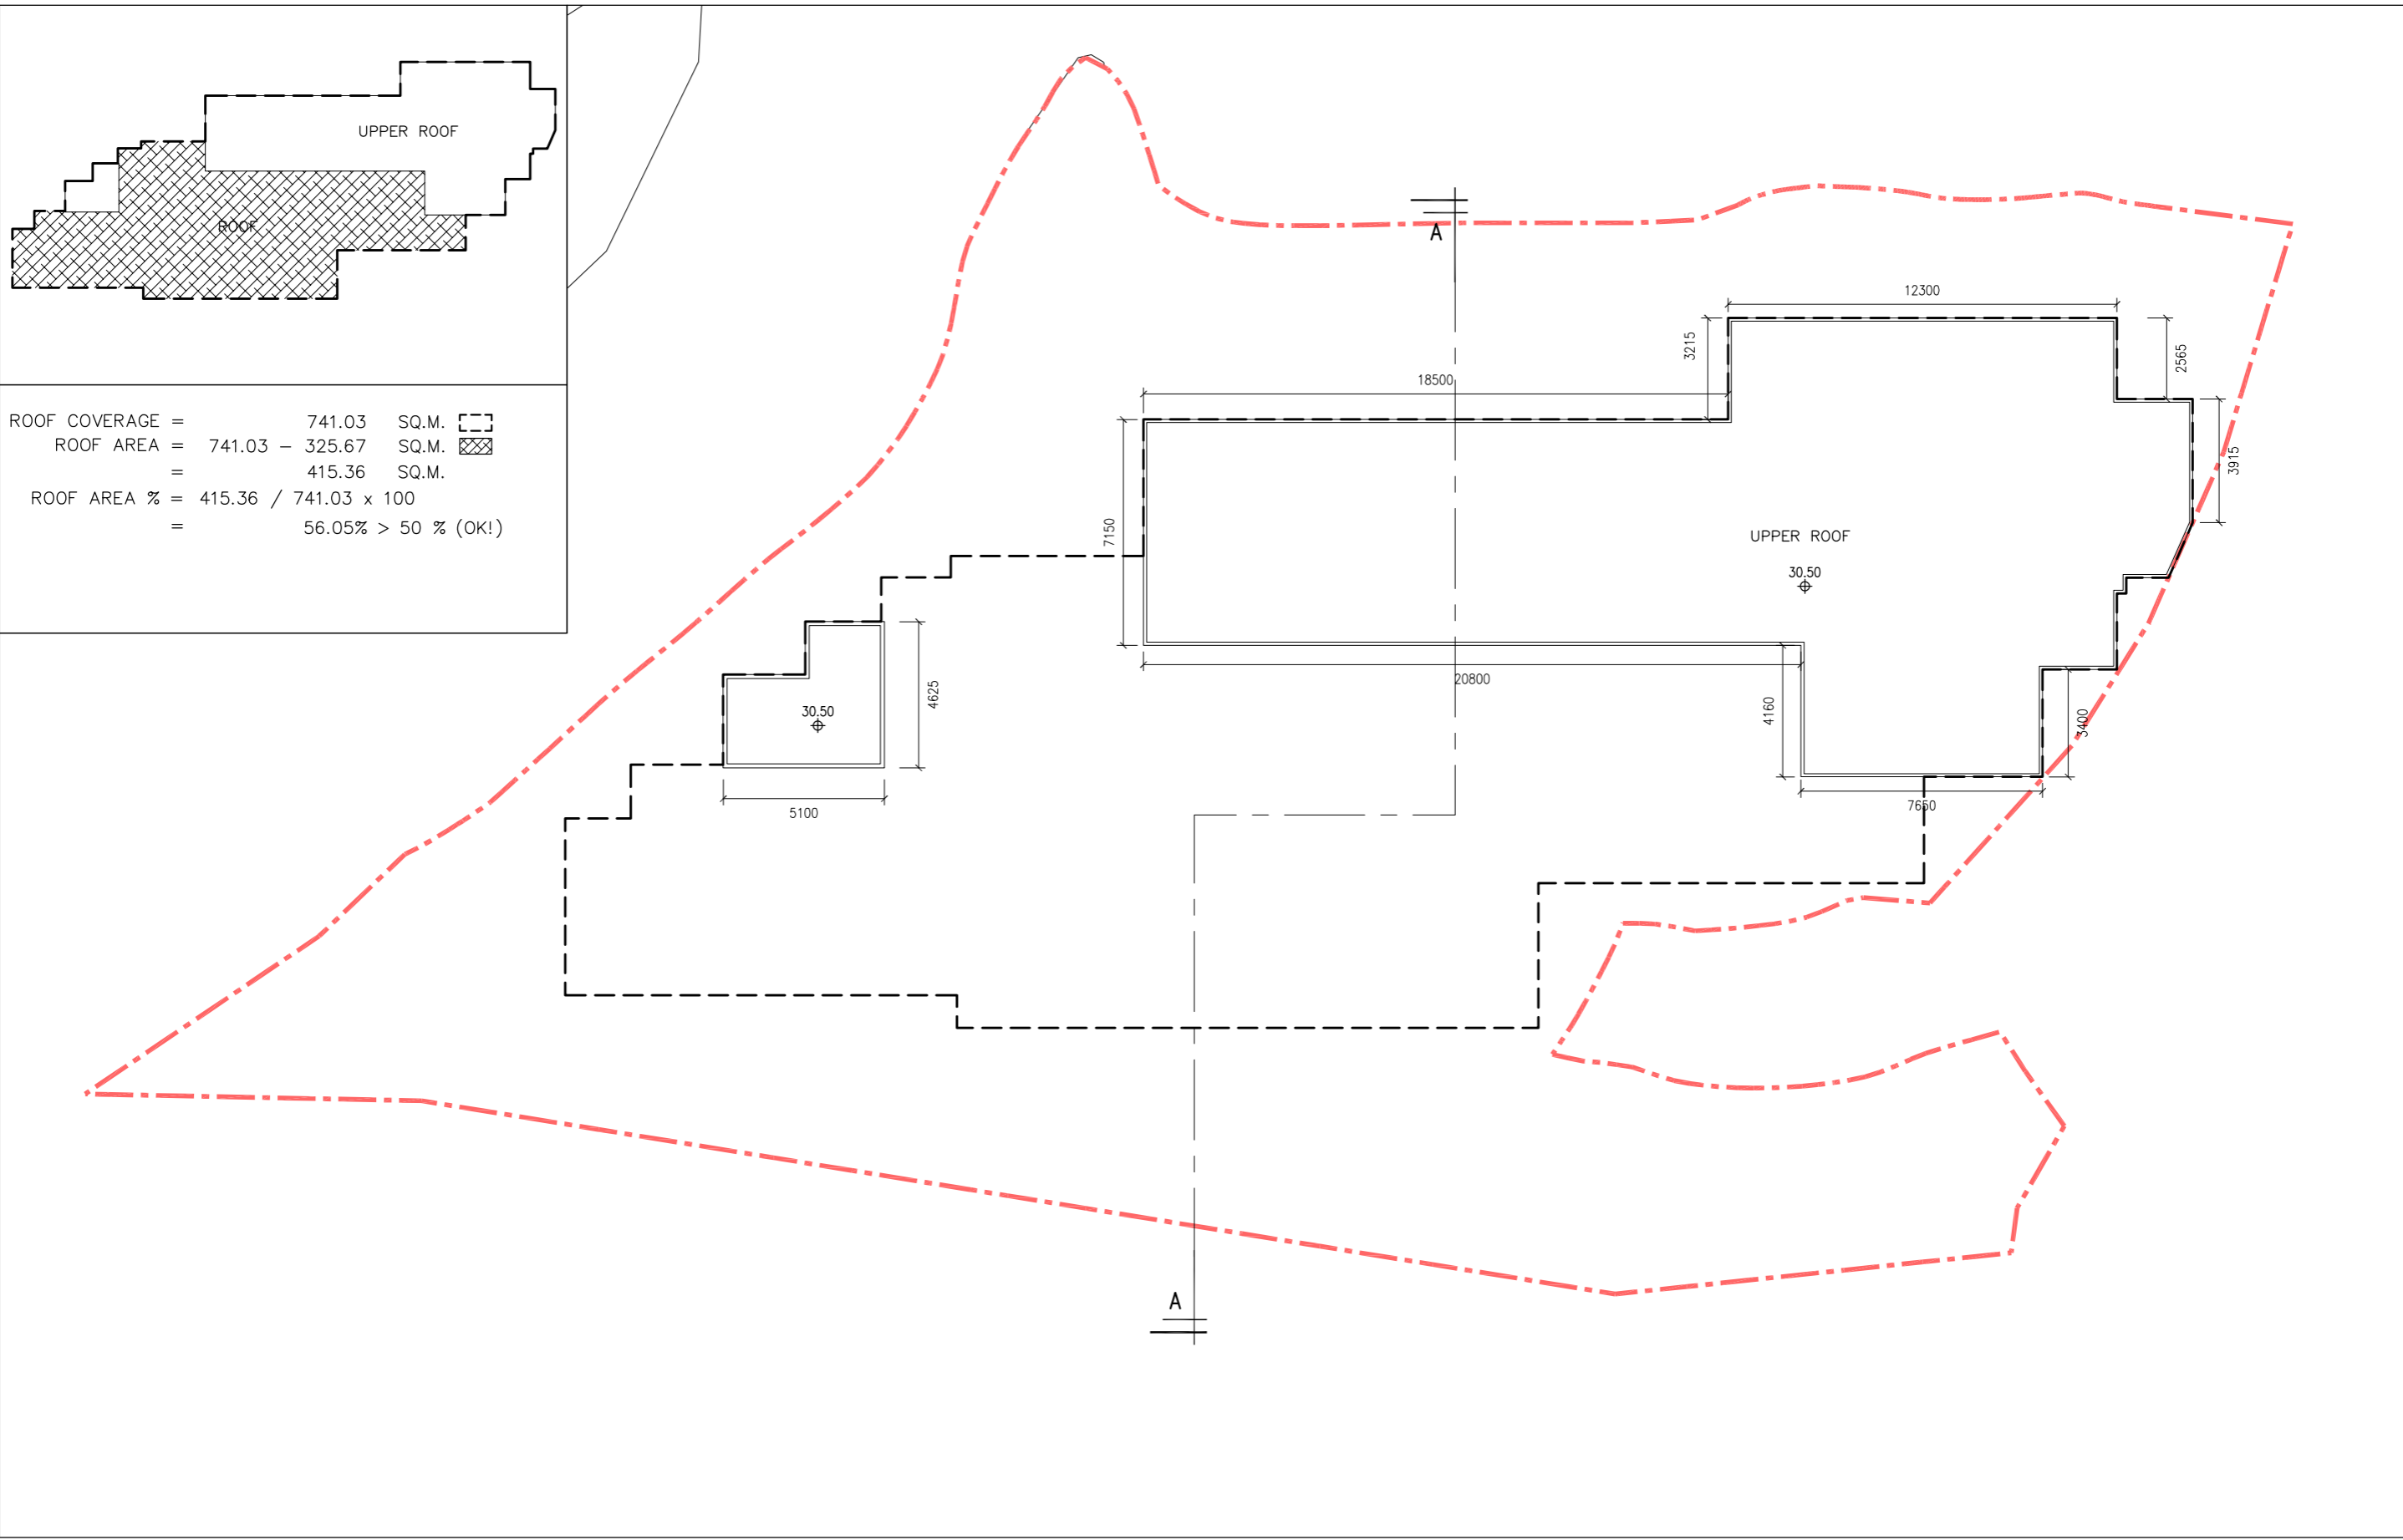 UPPER ROOF
ROOF
ROOF COVERAGE = 741.03 SQ.M.
ROOF AREA = 741.03 – 325.67 SQ.M.
= 415.36 SQ.M.
ROOF AREA % = 415.36 / 741.03 x 100
= 56.05% > 50 % (OK!)
A
12300
3215
2565
18500
3915
7150
UPPER ROOF
30.50
20800
4625
30.50
4160
3400
5100
7650
A